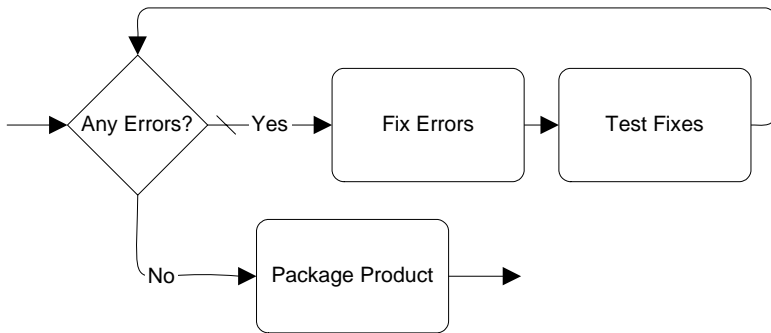 Any Errors?
Yes
Fix Errors
Test Fixes
No
Package Product